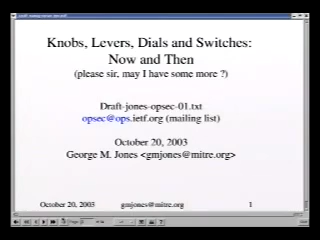 Knobs, Levers, Dials and Switches:
Now and Then
(please sir, may I have some more ?)
Draft-jones-opsec-01.txt
opsec@ops.ietf.org (mailing list)
October 20, 2003
George M. Jones <gmjones@mitre.org>
October 20, 2003 gmjones@mitre.org 1